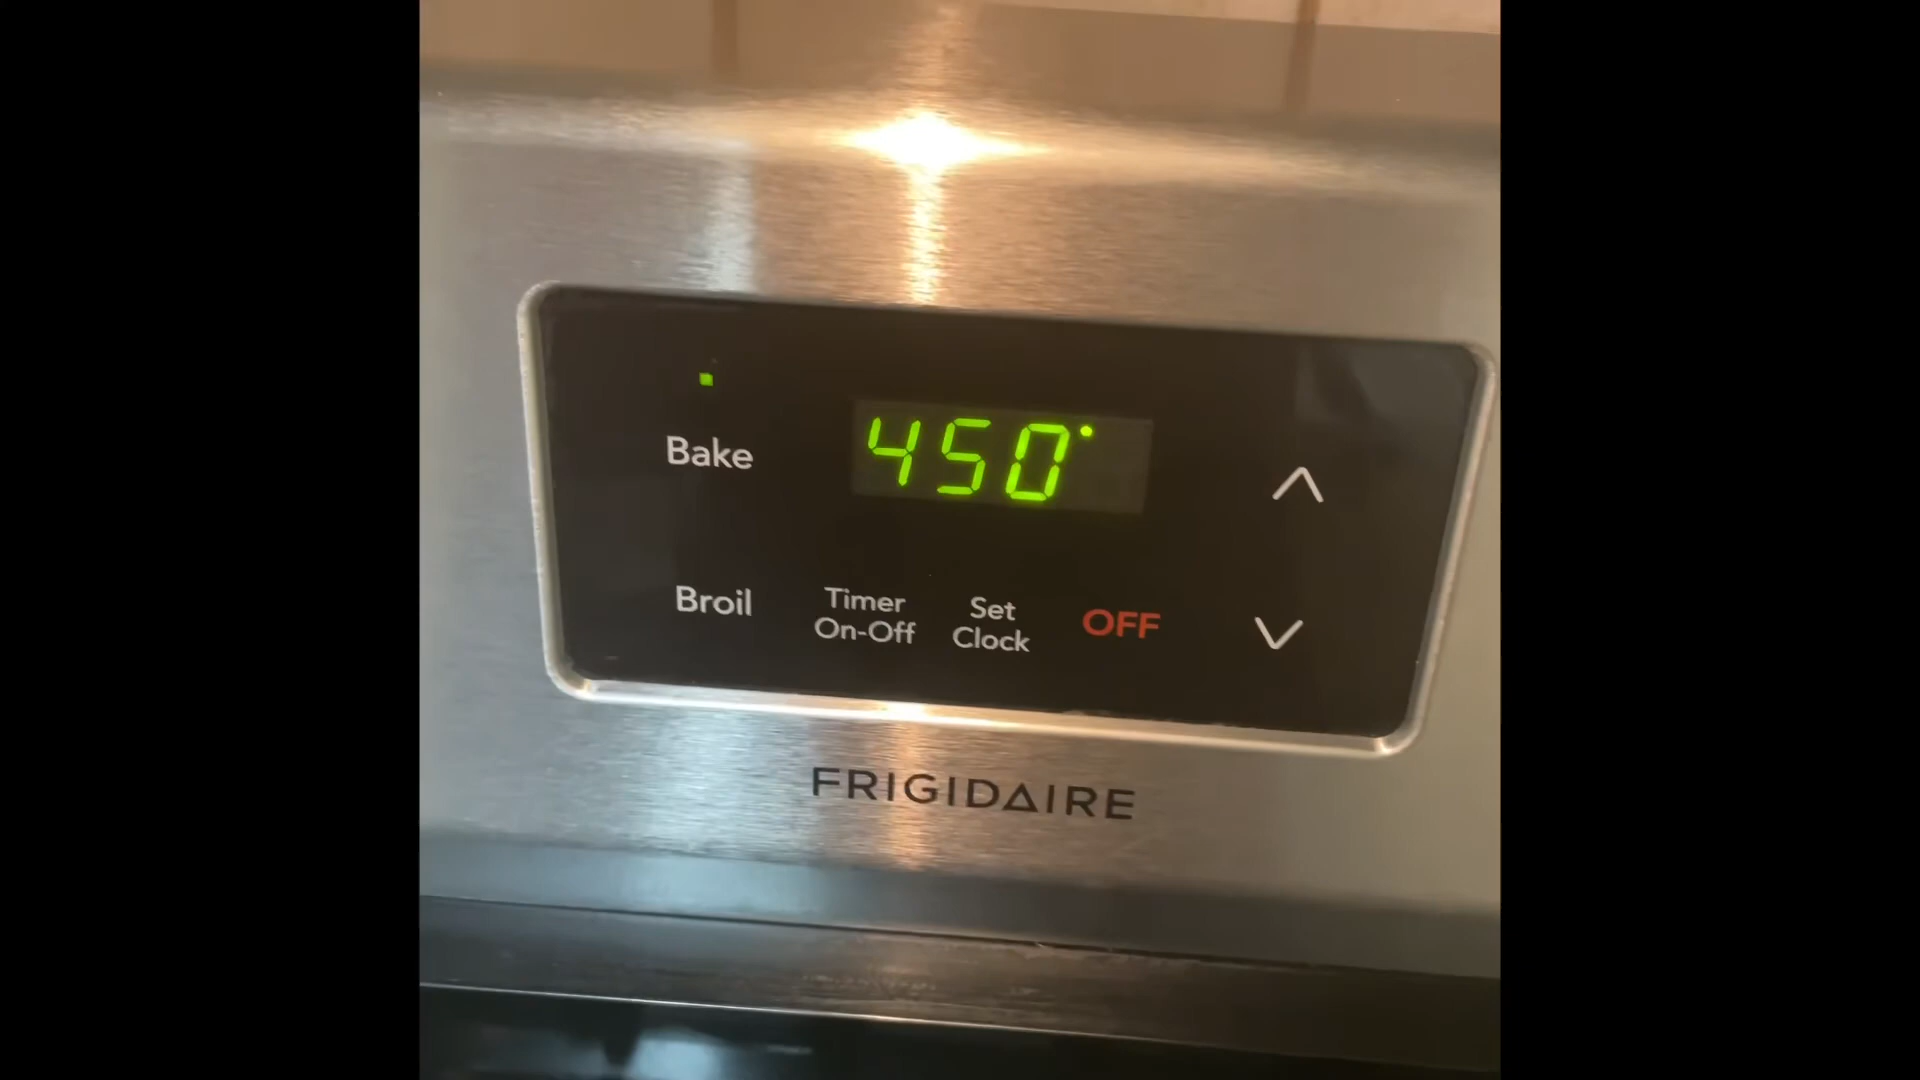 Bake
450°
Broil
Timer
On-Off
Set
Clock
OFF
FRIGIDAIRE